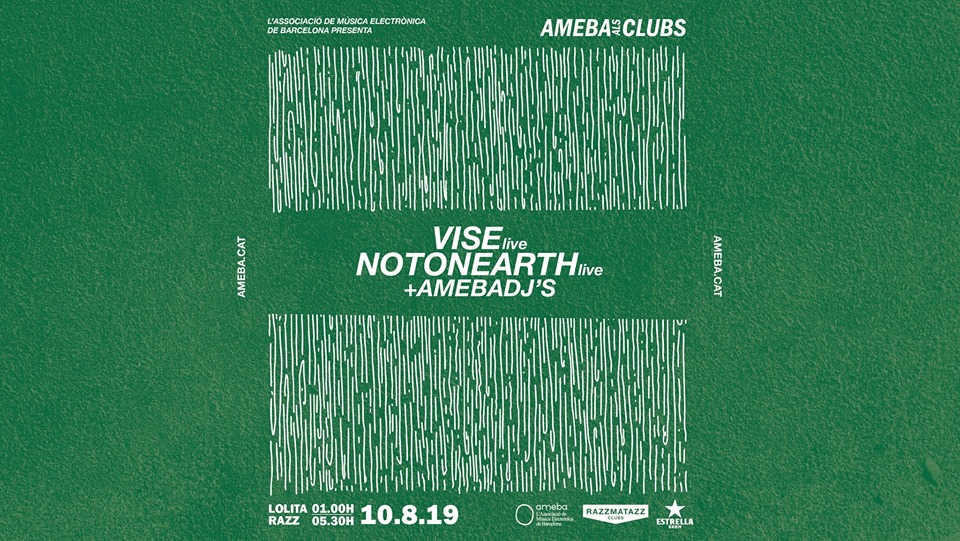 L'ASSOCIACIÓ DE MÚSICA ELECTRÒNICA
DE BARCELONA PRESENTA
AMEBA ALS CLUBS
VISE live
NOTONEARTH live
+AMEBADJ'S
AMEBA.CAT
AMEBA.CAT
LOLITA 01.00H
RAZZ 05.30H
10.8.19
ameba
L'Associació de
Música Electrònica
de Barcelona
RAZZMATAZZ
CLUBS
ESTRELLA
DAMM